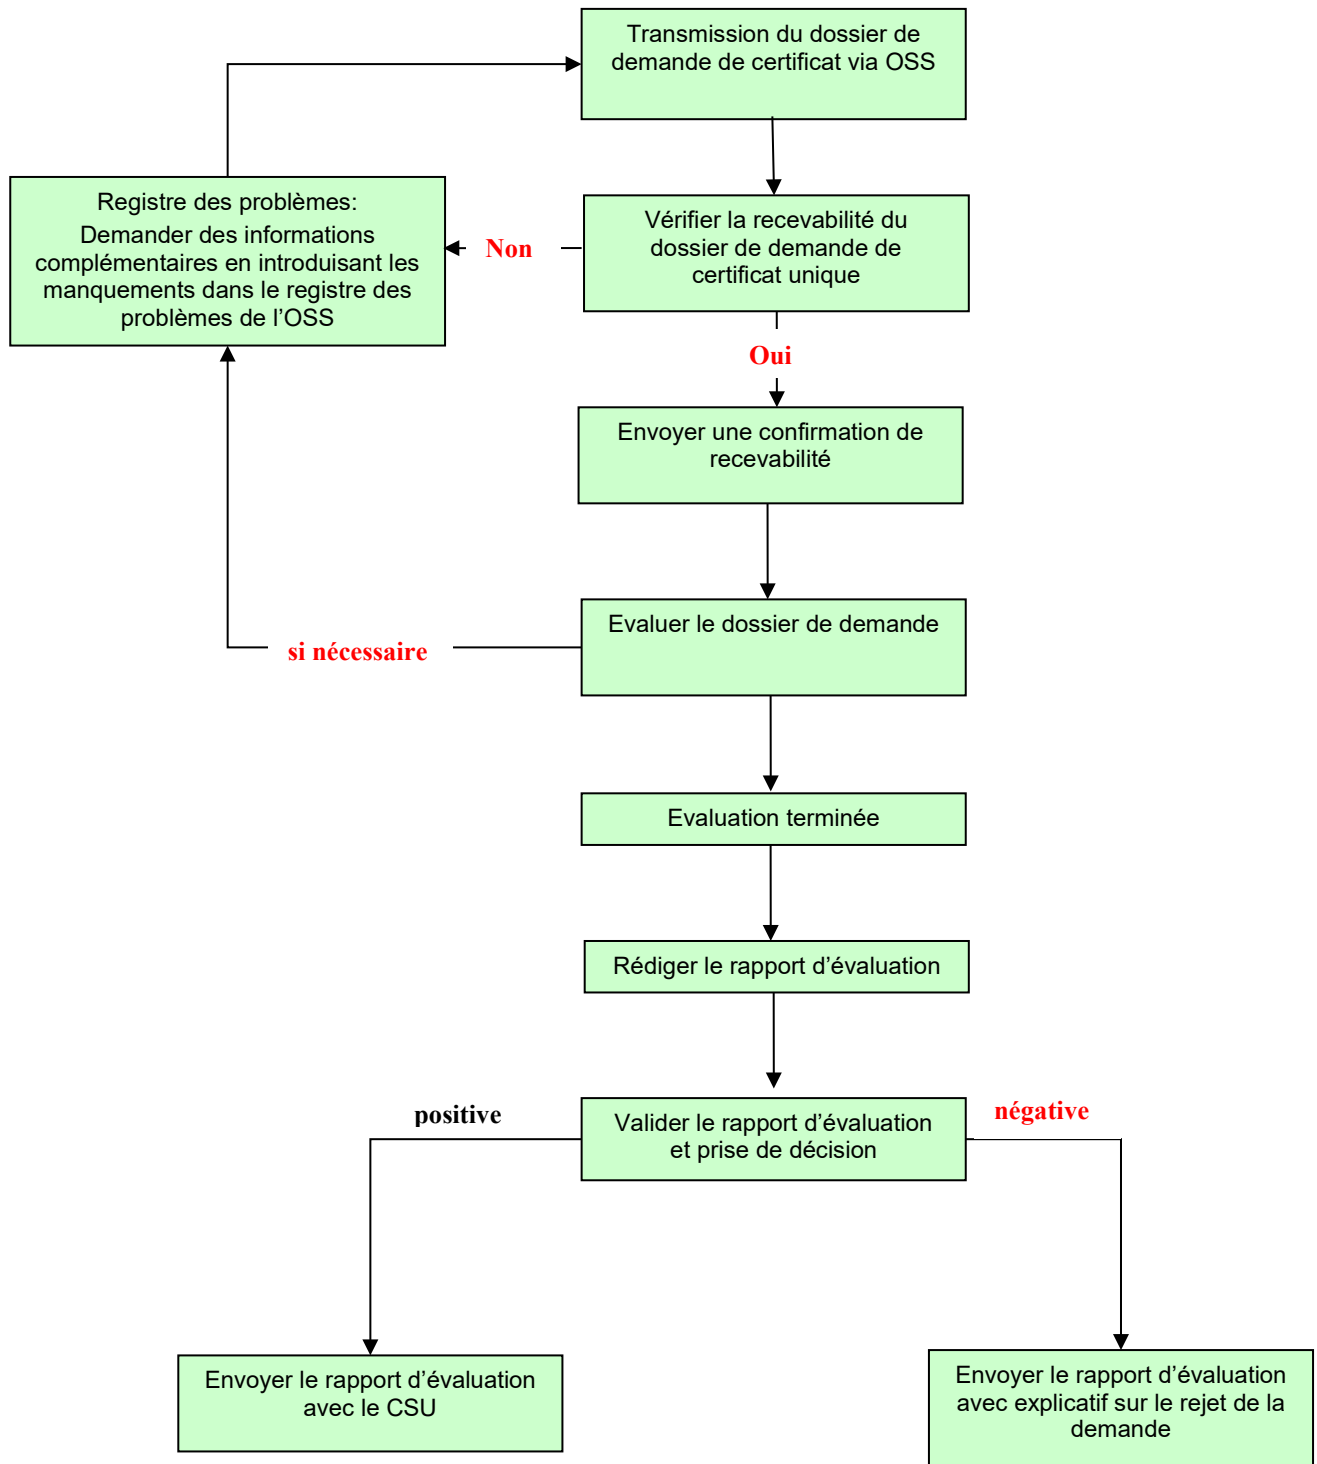 Transmission du dossier de
demande de certificat via OSS
Registre des problèmes:
Demander des informations
complémentaires en introduisant les
manquements dans le registre des
problèmes de l’OSS
Non
Vérifier la recevabilité du
dossier de demande de
certificat unique
Oui
Envoyer une confirmation de
recevabilité
Evaluer le dossier de demande
si nécessaire
Evaluation terminée
Rédiger le rapport d’évaluation
positive
Valider le rapport d’évaluation
et prise de décision
négative
Envoyer le rapport d’évaluation
avec le CSU
Envoyer le rapport d’évaluation
avec explicatif sur le rejet de la
demande